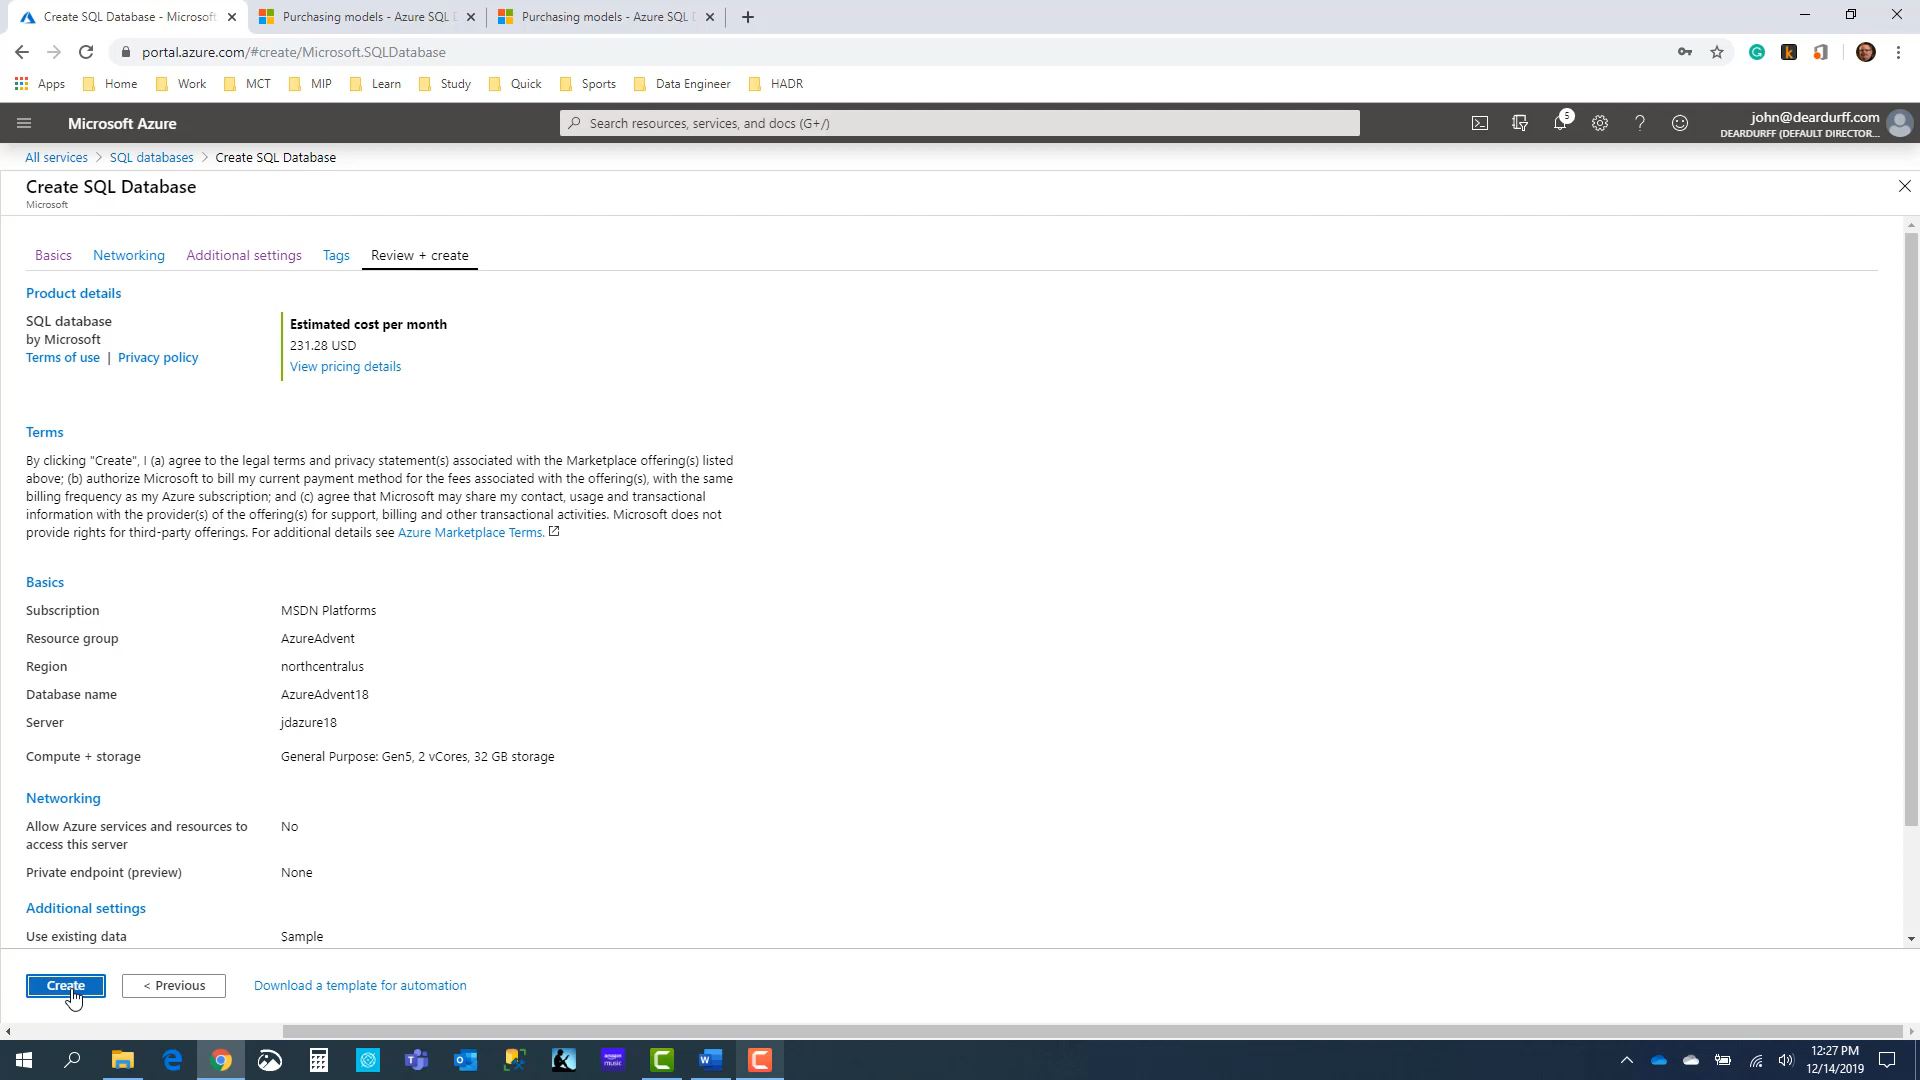 Create SQL Database - Microsoft
Purchasing models - Azure SQL D
Purchasing models - Azure SQL D
portal.azure.com/#create/Microsoft.SQLDatabase
Apps Home Work MCT MIP Learn Study Quick Sports Data Engineer HADR
Microsoft Azure
Search resources, services, and docs (G+/)
5
john@deardurff.com
DEARDURFF (DEFAULT DIRECTOR...
All services > SQL databases > Create SQL Database
Create SQL Database
Microsoft
Basics Networking Additional settings Tags Review + create
Product details
SQL database
by Microsoft
Terms of use | Privacy policy
Estimated cost per month
231.28 USD
View pricing details
Terms
By clicking "Create", I (a) agree to the legal terms and privacy statement(s) associated with the Marketplace offering(s) listed
above; (b) authorize Microsoft to bill my current payment method for the fees associated with the offering(s), with the same
billing frequency as my Azure subscription; and (c) agree that Microsoft may share my contact, usage and transactional
information with the provider(s) of the offering(s) for support, billing and other transactional activities. Microsoft does not
provide rights for third-party offerings. For additional details see Azure Marketplace Terms.
Basics
Subscription MSDN Platforms
Resource group AzureAdvent
Region northcentralus
Database name AzureAdvent18
Server jdazure18
Compute + storage General Purpose: Gen5, 2 vCores, 32 GB storage
Networking
Allow Azure services and resources to No
access this server
Private endpoint (preview) None
Additional settings
Use existing data Sample
Create < Previous Download a template for automation
12:27 PM
12/14/2019